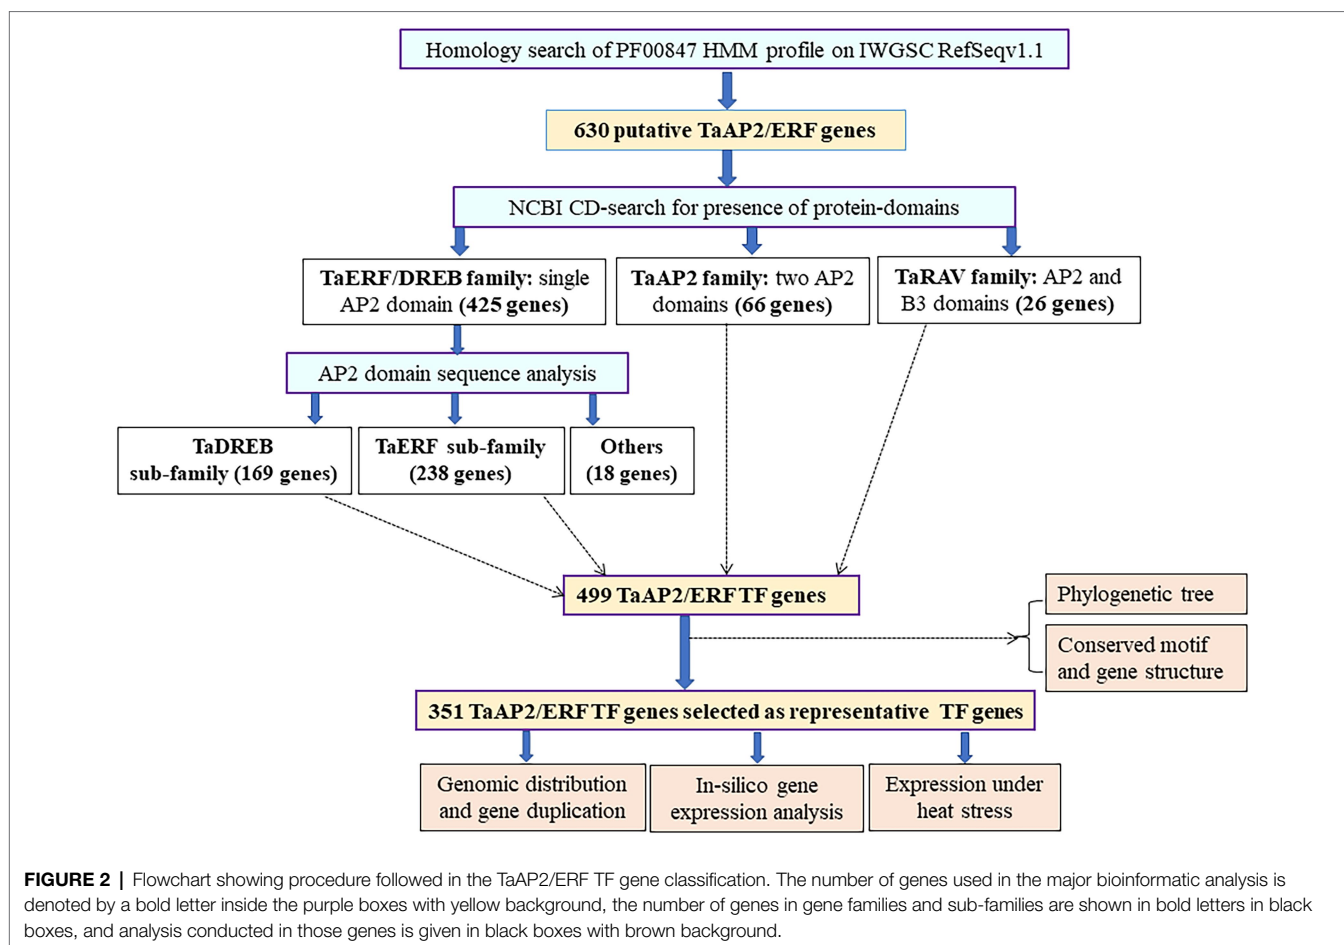 Homology search of PF00847 HMM profile on IWGSC RefSeqv1.1
630 putative TaAP2/ERF genes
NCBI CD-search for presence of protein-domains
TaERF/DREB family: single
AP2 domain (425 genes)
TaAP2 family: two AP2
domains (66 genes)
TaRAV family: AP2 and
B3 domains (26 genes)
AP2 domain sequence analysis
TaDREB
sub-family (169 genes)
TaERF sub-family
(238 genes)
Others
(18 genes)
499 TaAP2/ERF TF genes
Phylogenetic tree
Conserved motif
and gene structure
351 TaAP2/ERF TF genes selected as representative TF genes
Genomic distribution
and gene duplication
In-silico gene
expression analysis
Expression under
heat stress
FIGURE 2 | Flowchart showing procedure followed in the TaAP2/ERF TF gene classification. The number of genes used in the major bioinformatic analysis is
denoted by a bold letter inside the purple boxes with yellow background, the number of genes in gene families and sub-families are shown in bold letters in black
boxes, and analysis conducted in those genes is given in black boxes with brown background.